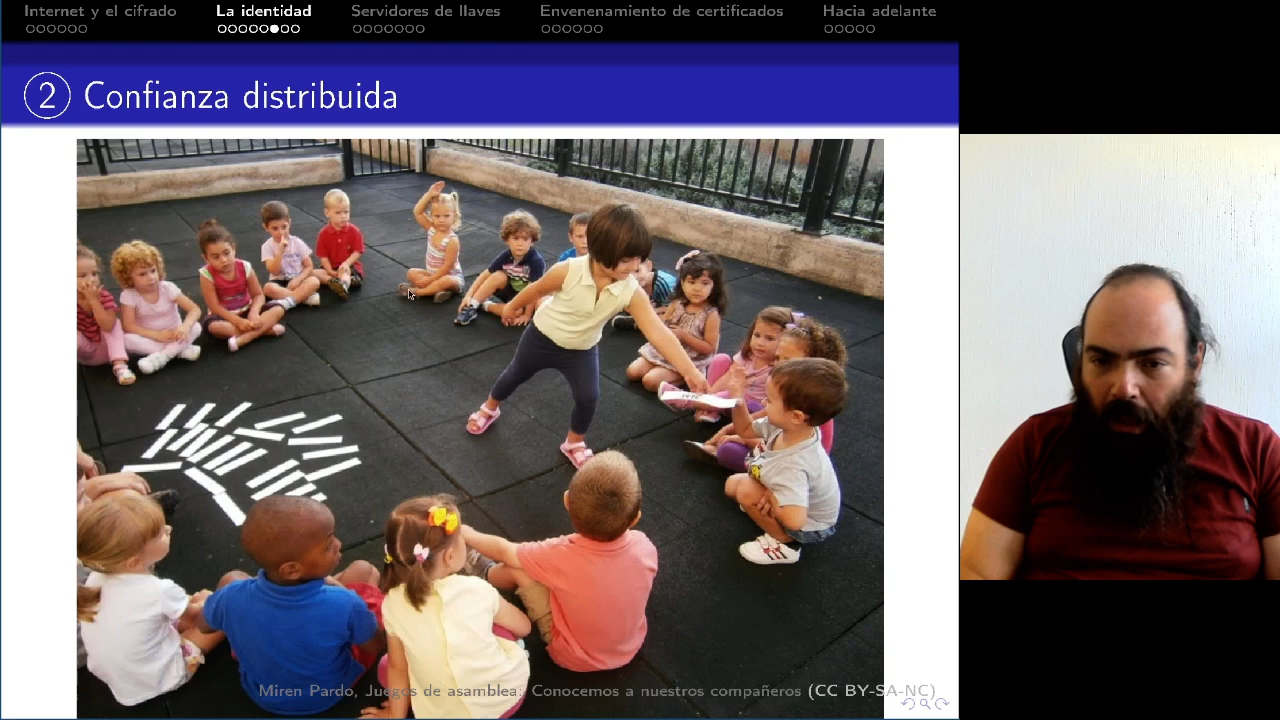 Internet y el cifrado La identidad Servidores de llaves Envenenamiento de certificados Hacia adelante
2 Confianza distribuida
Miren Pardo, Juegos de asamblea: Conocemos a nuestros compañeros (CC BY-SA-NC)